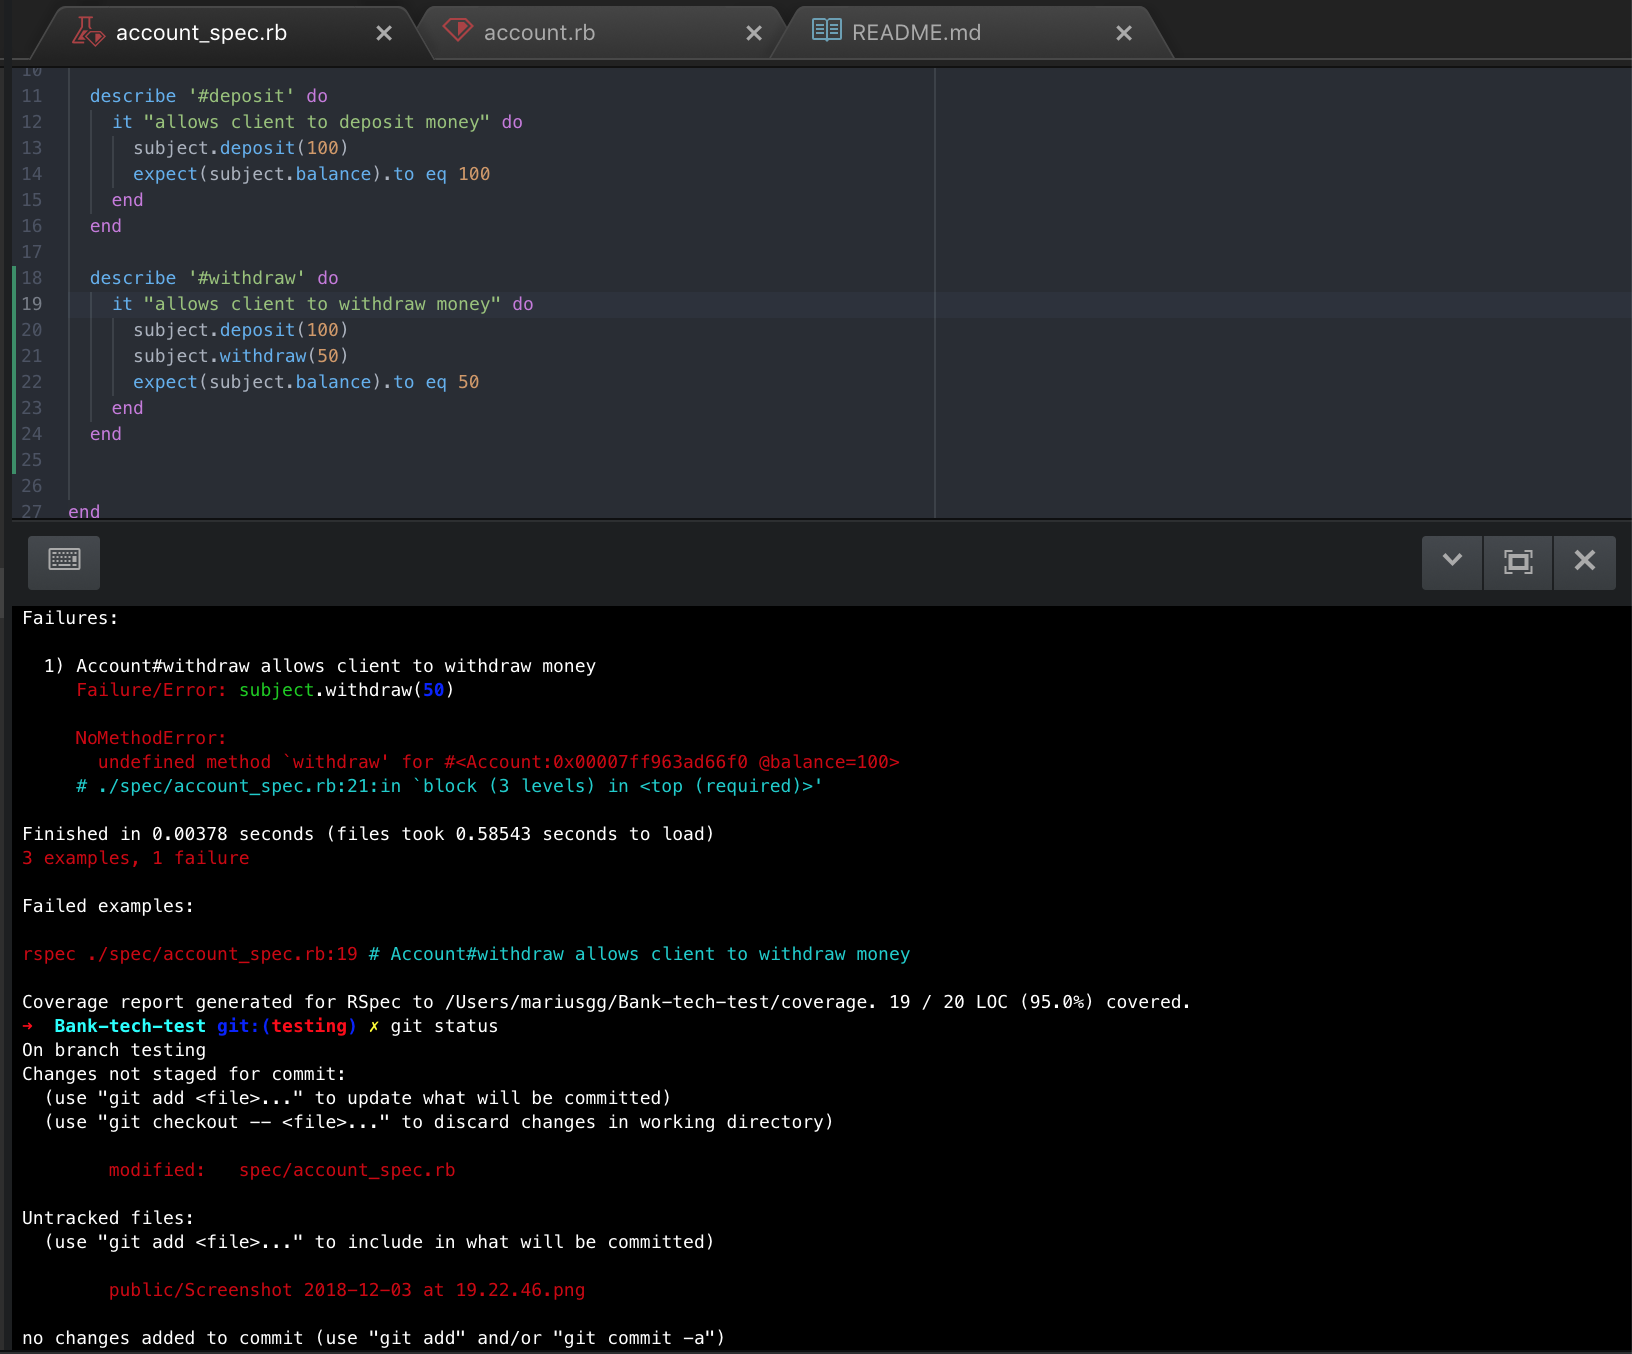 account_spec.rb
account.rb
README.md
10
11 describe '#deposit' do
12 it "allows client to deposit money" do
13 subject.deposit(100)
14 expect(subject.balance).to eq 100
15 end
16 end
17
18 describe '#withdraw' do
19 it "allows client to withdraw money" do
20 subject.deposit(100)
21 subject.withdraw(50)
22 expect(subject.balance).to eq 50
23 end
24 end
25
26
27 end
Failures:
1) Account#withdraw allows client to withdraw money
Failure/Error: subject.withdraw(50)
NoMethodError:
undefined method `withdraw' for #<Account:0x00007ff963ad66f0 @balance=100>
# ./spec/account_spec.rb:21:in `block (3 levels) in <top (required)>'
Finished in 0.00378 seconds (files took 0.58543 seconds to load)
3 examples, 1 failure
Failed examples:
rspec ./spec/account_spec.rb:19 # Account#withdraw allows client to withdraw money
Coverage report generated for RSpec to /Users/mariusgg/Bank-tech-test/coverage. 19 / 20 LOC (95.0%) covered.
➜ Bank-tech-test git:(testing) ✗ git status
On branch testing
Changes not staged for commit:
(use "git add <file>..." to update what will be committed)
(use "git checkout -- <file>..." to discard changes in working directory)
modified: spec/account_spec.rb
Untracked files:
(use "git add <file>..." to include in what will be committed)
public/Screenshot 2018-12-03 at 19.22.46.png
no changes added to commit (use "git add" and/or "git commit -a")